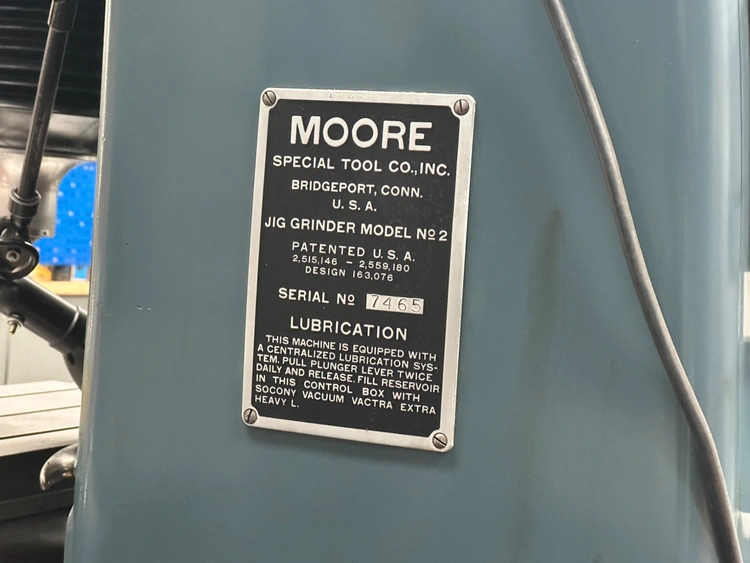 MOORE
SPECIAL TOOL CO., INC.
BRIDGEPORT, CONN.
U. S. A.
JIG GRINDER MODEL Nº 2
PATENTED U. S. A.
2,515,146 - 2,559,180
DESIGN 163,076
SERIAL Nº 7465
LUBRICATION
THIS MACHINE IS EQUIPPED WITH
A CENTRALIZED LUBRICATION SYS-
TEM. PULL PLUNGER LEVER TWICE
DAILY AND RELEASE. FILL RESERVOIR
IN THIS CONTROL BOX WITH
SOCONY VACUUM VACTRA EXTRA
HEAVY L.